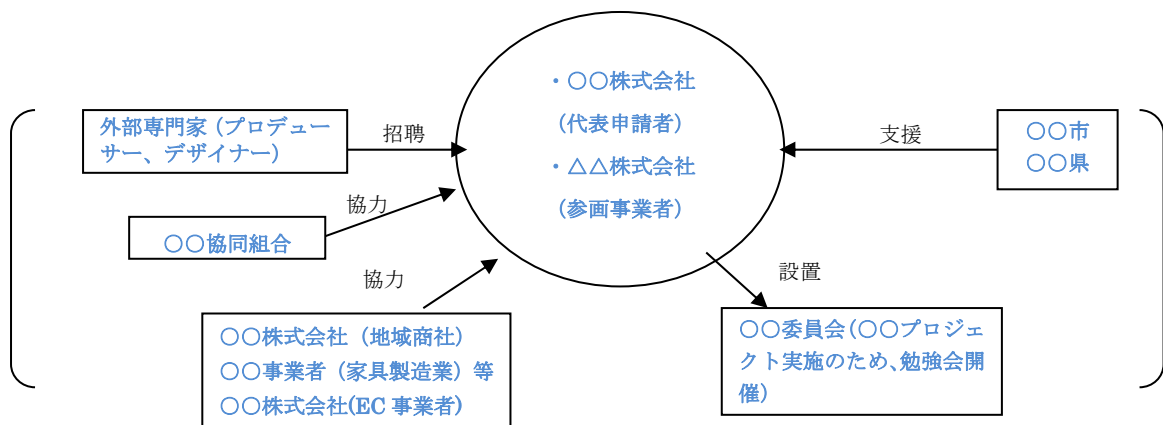 ・〇〇株式会社
（代表申請者）
・△△株式会社
（参画事業者）
外部専門家（プロデュー
サー、デザイナー）
招聘
支援
〇〇市
〇〇県
協力
〇〇協同組合
協力
設置
〇〇株式会社（地域商社）
〇〇事業者（家具製造業）等
〇〇株式会社(EC 事業者)
〇〇委員会（〇〇プロジェ
クト実施のため、勉強会開
催）